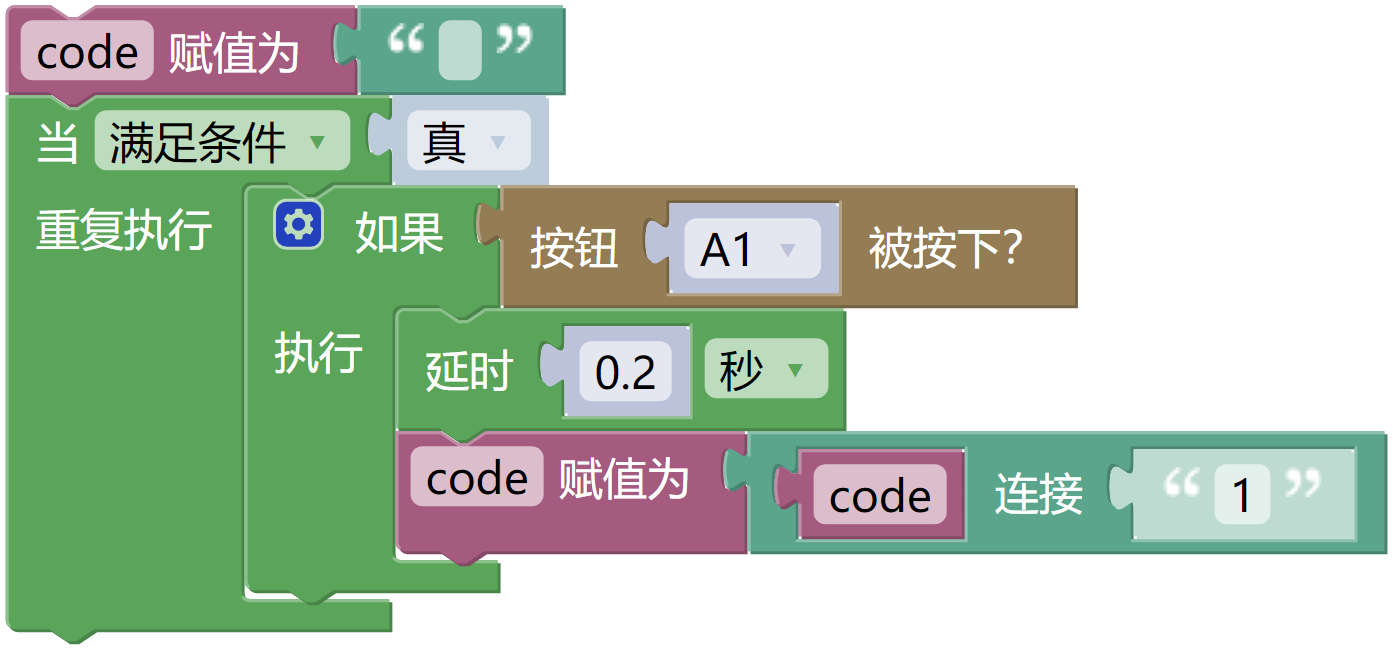 code 赋值为 “ ”
当 满足条件 真
重复执行 如果 按钮 A1 被按下?
执行 延时 0.2 秒
code 赋值为 code 连接 “ 1 ”